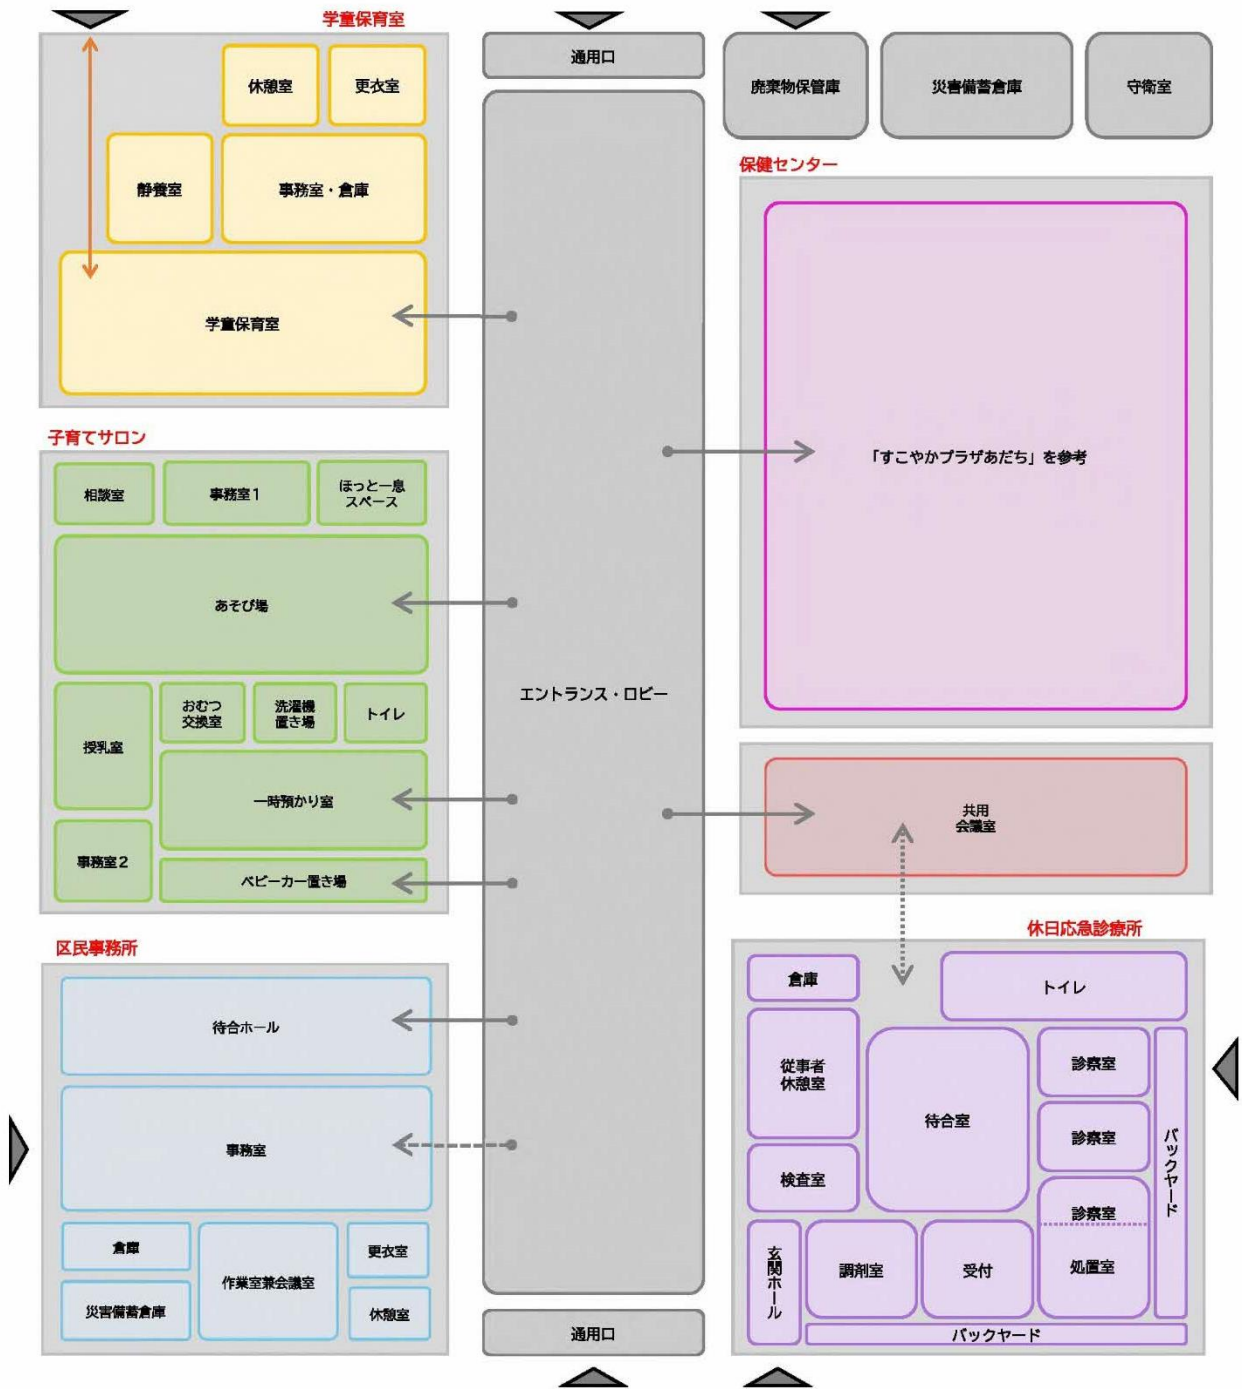 学童保育室
休憩室
更衣室
静養室
事務室・倉庫
学童保育室
子育てサロン
相談室
事務室1
ほっと一息
スペース
あそび場
授乳室
おむつ
交換室
洗濯機
置き場
トイレ
一時預かり室
事務室2
ベビーカー置き場
区民事務所
待合ホール
事務室
倉庫
災害備蓄倉庫
作業室兼会議室
更衣室
休憩室
通用口
エントランス・ロビー
通用口
廃棄物保管庫
災害備蓄倉庫
守衛室
保健センター
「すこやかプラザあだち」を参考
共用
会議室
休日応急診療所
倉庫
トイレ
従事者
休憩室
待合室
診察室
診察室
検査室
診察室
処置室
バックヤード
玄関ホール
調剤室
受付
バックヤード